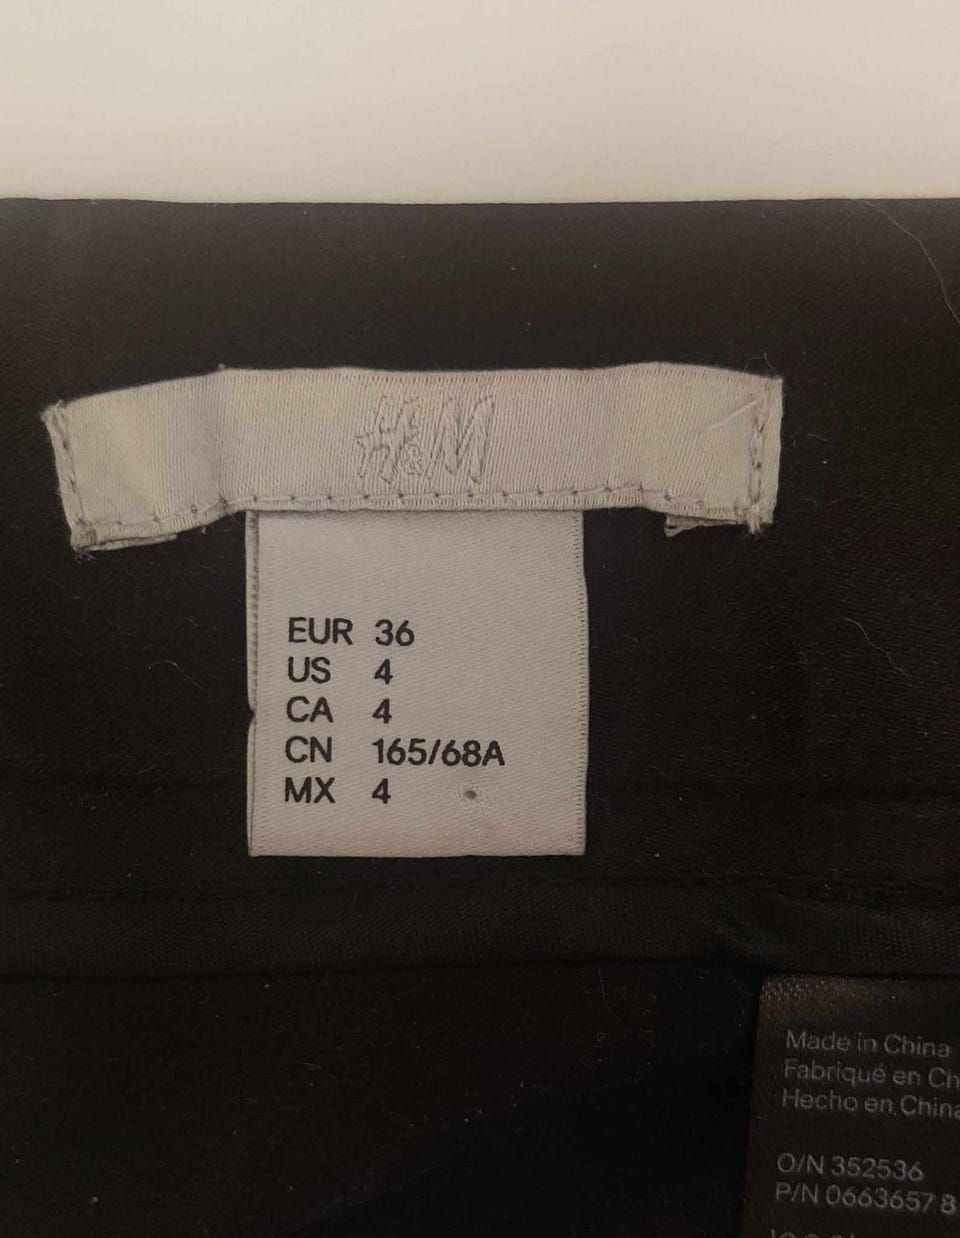 H&M
EUR 36
US 4
CA 4
CN 165/68A
MX 4
Made in China
Fabriqué en Ch
Hecho en China
O/N 352536
P/N 0663657 8